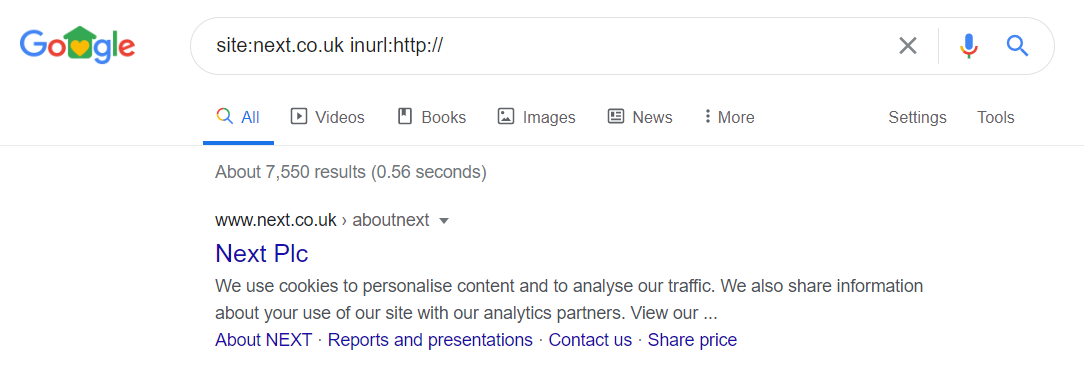 Google
site:next.co.uk inurl:http://
All Videos Books Images News More Settings Tools
About 7,550 results (0.56 seconds)
www.next.co.uk › aboutnext
Next Plc
We use cookies to personalise content and to analyse our traffic. We also share information
about your use of our site with our analytics partners. View our ...
About NEXT · Reports and presentations · Contact us · Share price